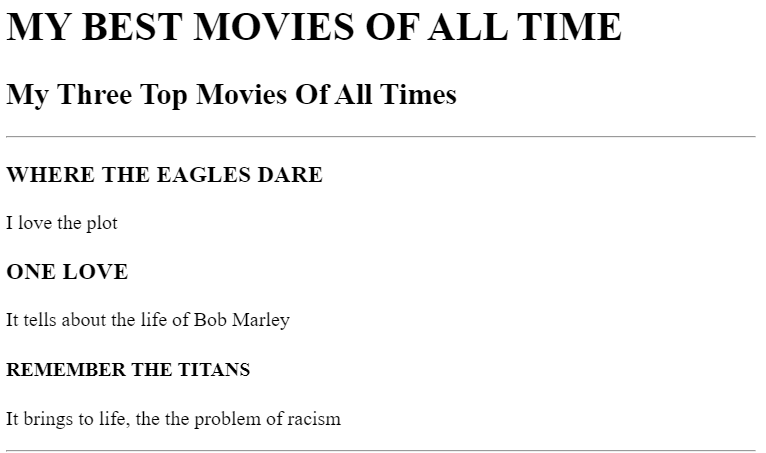 MY BEST MOVIES OF ALL TIME
My Three Top Movies Of All Times
WHERE THE EAGLES DARE
I love the plot
ONE LOVE
It tells about the life of Bob Marley
REMEMBER THE TITANS
It brings to life, the the problem of racism